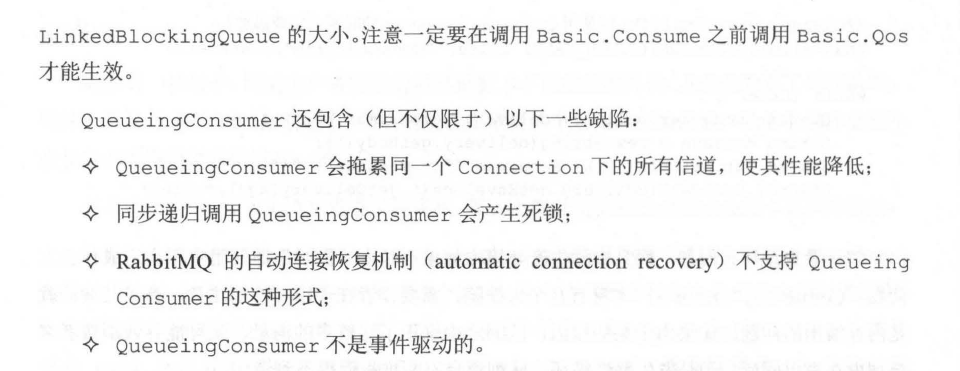 LinkedBlockingQueue 的大小。注意一定要在调用 Basic.Consume 之前调用 Basic.Qos
才能生效。
QueueingConsumer 还包含（但不仅限于）以下一些缺陷：
✧ QueueingConsumer 会拖累同一个 Connection 下的所有信道，使其性能降低；
✧ 同步递归调用 QueueingConsumer 会产生死锁；
✧ RabbitMQ 的自动连接恢复机制（automatic connection recovery）不支持 Queueing
Consumer 的这种形式；
✧ QueueingConsumer 不是事件驱动的。